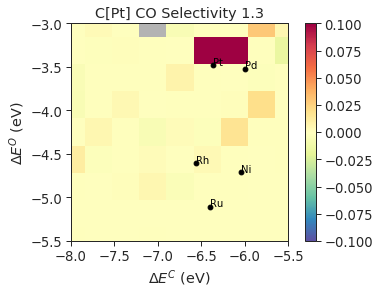 C[Pt] CO Selectivity 1.3
−3.0
−3.5
−4.0
−4.5
−5.0
−5.5
ΔE^O (eV)
Pt
Pd
Rh
Ni
Ru
−8.0 −7.5 −7.0 −6.5 −6.0 −5.5
ΔE^C (eV)
0.100
0.075
0.050
0.025
0.000
−0.025
−0.050
−0.075
−0.100